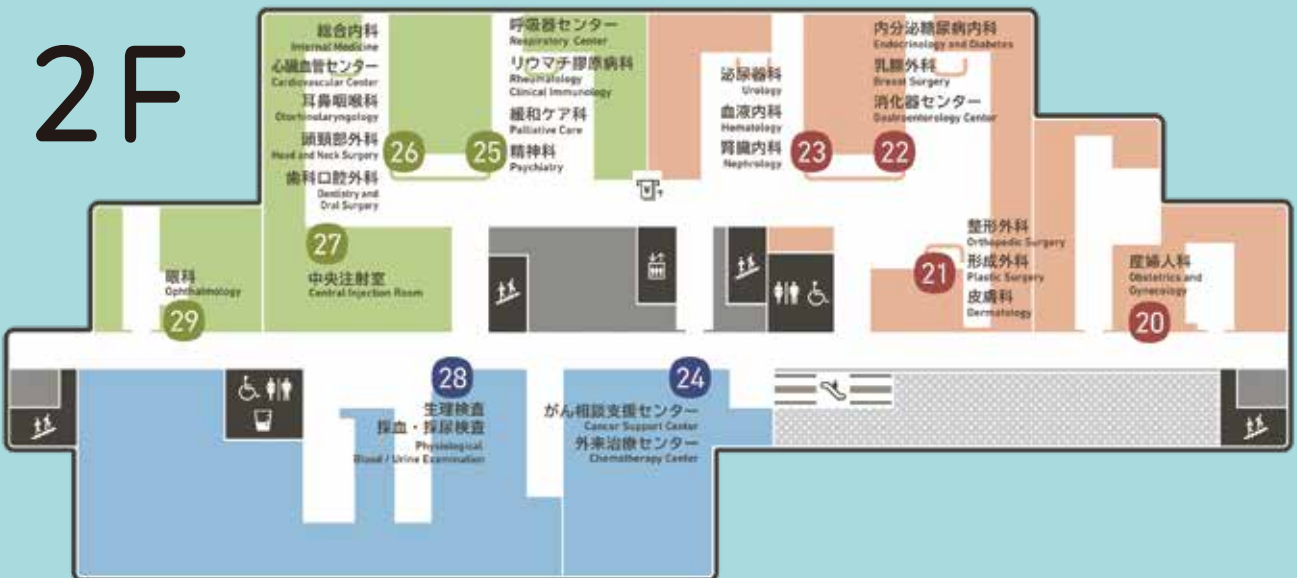 2F
総合内科
Internal Medicine
心臓血管センター
Cardiovascular Center
耳鼻咽喉科
Otorhinolaryngology
頭頸部外科
Head and Neck Surgery
歯科口腔外科
Dentistry and
Oral Surgery
26
25
呼吸器センター
Respiratory Center
リウマチ膠原病科
Rheumatology
Clinical Immunology
緩和ケア科
Palliative Care
精神科
Psychiatry
泌尿器科
Urology
血液内科
Hematology
腎臓内科
Nephrology
23
22
内分泌糖尿病内科
Endocrinology and Diabetes
乳腺外科
Breast Surgery
消化器センター
Gastroenterology Center
27
中央注射室
Central Injection Room
眼科
Ophthalmology
29
21
整形外科
Orthopedic Surgery
形成外科
Plastic Surgery
皮膚科
Dermatology
産婦人科
Obstetrics and
Gynecology
20
28
生理検査
採血・採尿検査
Physiological
Blood / Urine Examination
24
がん相談支援センター
Cancer Support Center
外来治療センター
Chemotherapy Center